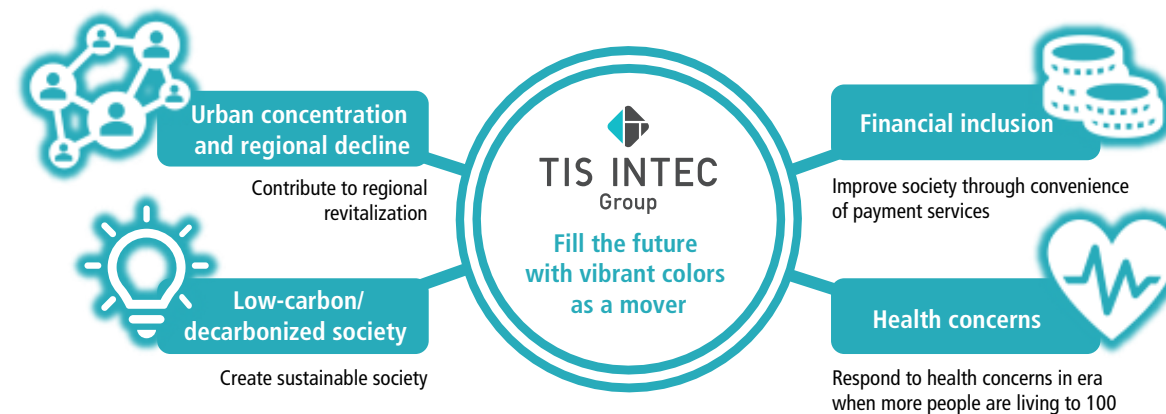 Urban concentration
and regional decline
Contribute to regional
revitalization
Low-carbon/
decarbonized society
Create sustainable society
TIS INTEC
Group
Fill the future
with vibrant colors
as a mover
Financial inclusion
Improve society through convenience
of payment services
Health concerns
Respond to health concerns in era
when more people are living to 100